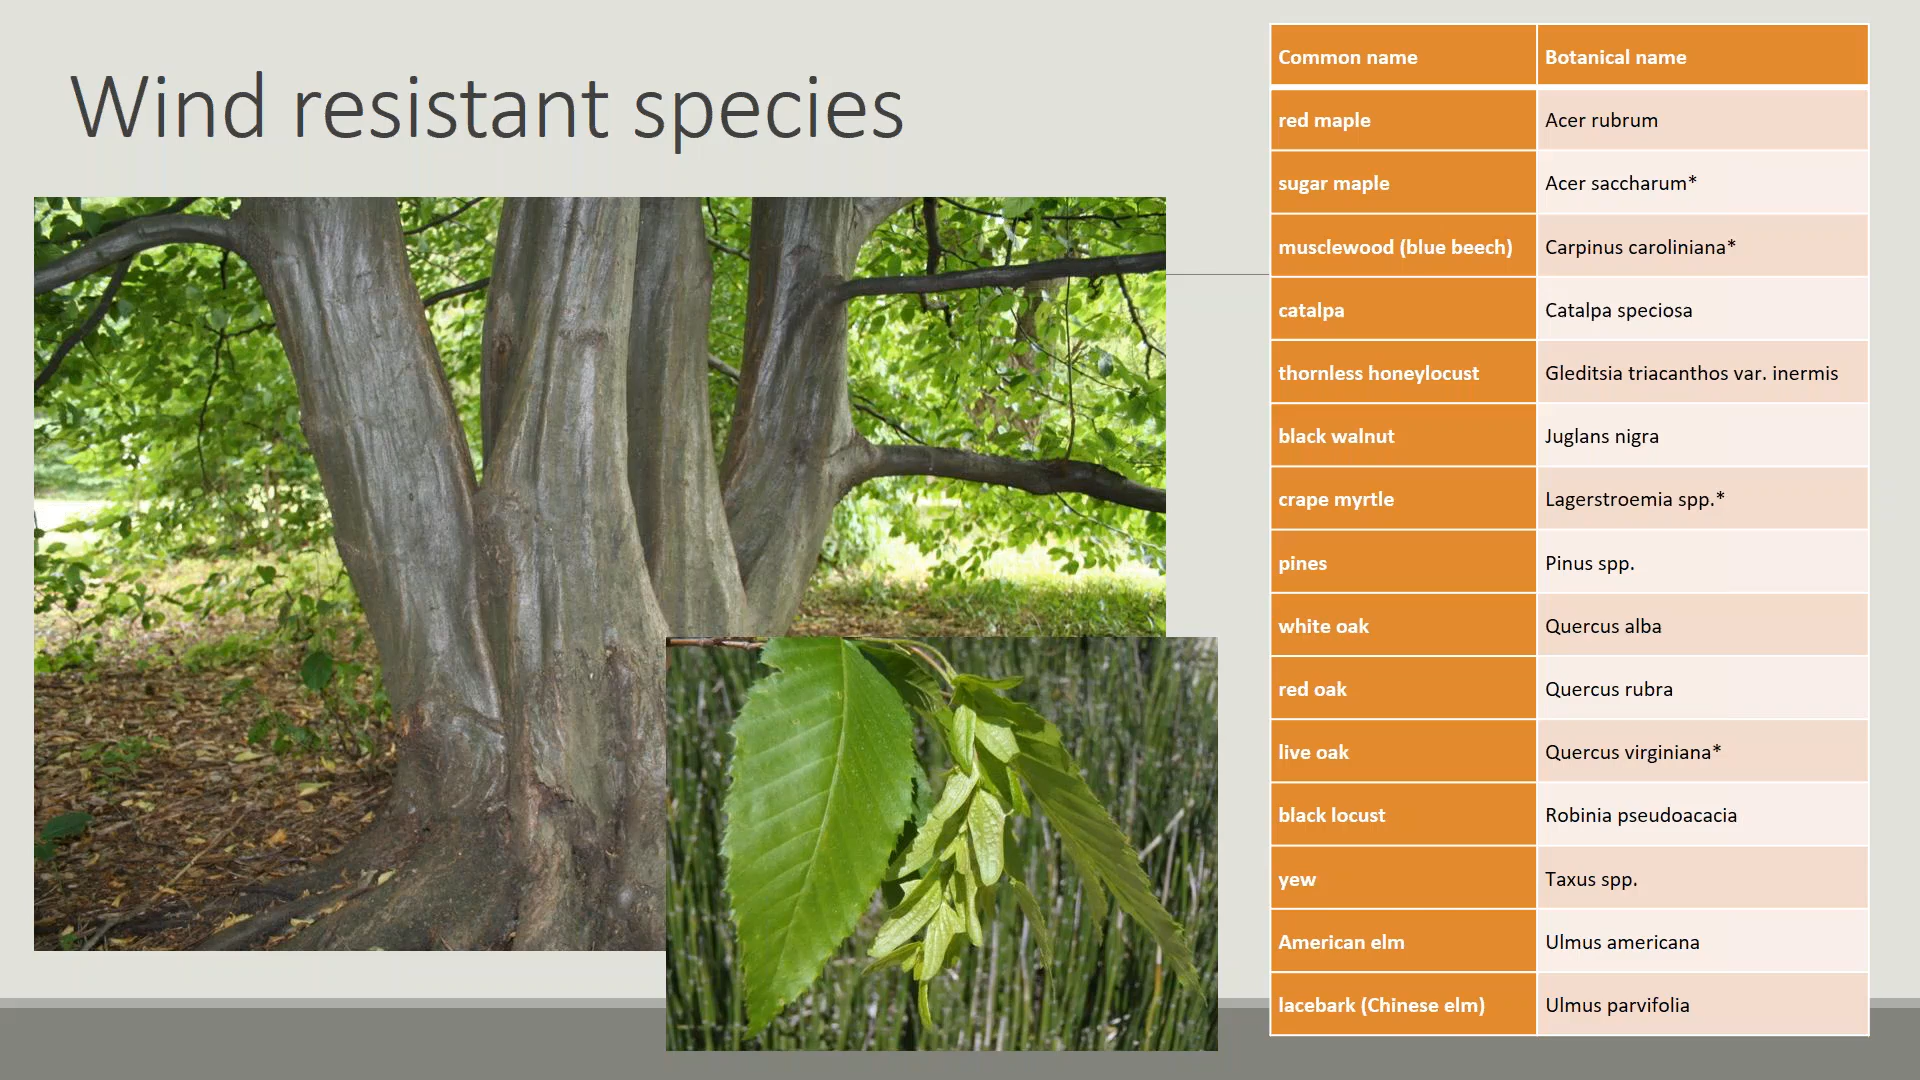 Wind resistant species
Common name Botanical name
red maple Acer rubrum
sugar maple Acer saccharum*
musclewood (blue beech) Carpinus caroliniana*
catalpa Catalpa speciosa
thornless honeylocust Gleditsia triacanthos var. inermis
black walnut Juglans nigra
crape myrtle Lagerstroemia spp.*
pines Pinus spp.
white oak Quercus alba
red oak Quercus rubra
live oak Quercus virginiana*
black locust Robinia pseudoacacia
yew Taxus spp.
American elm Ulmus americana
lacebark (Chinese elm) Ulmus parvifolia